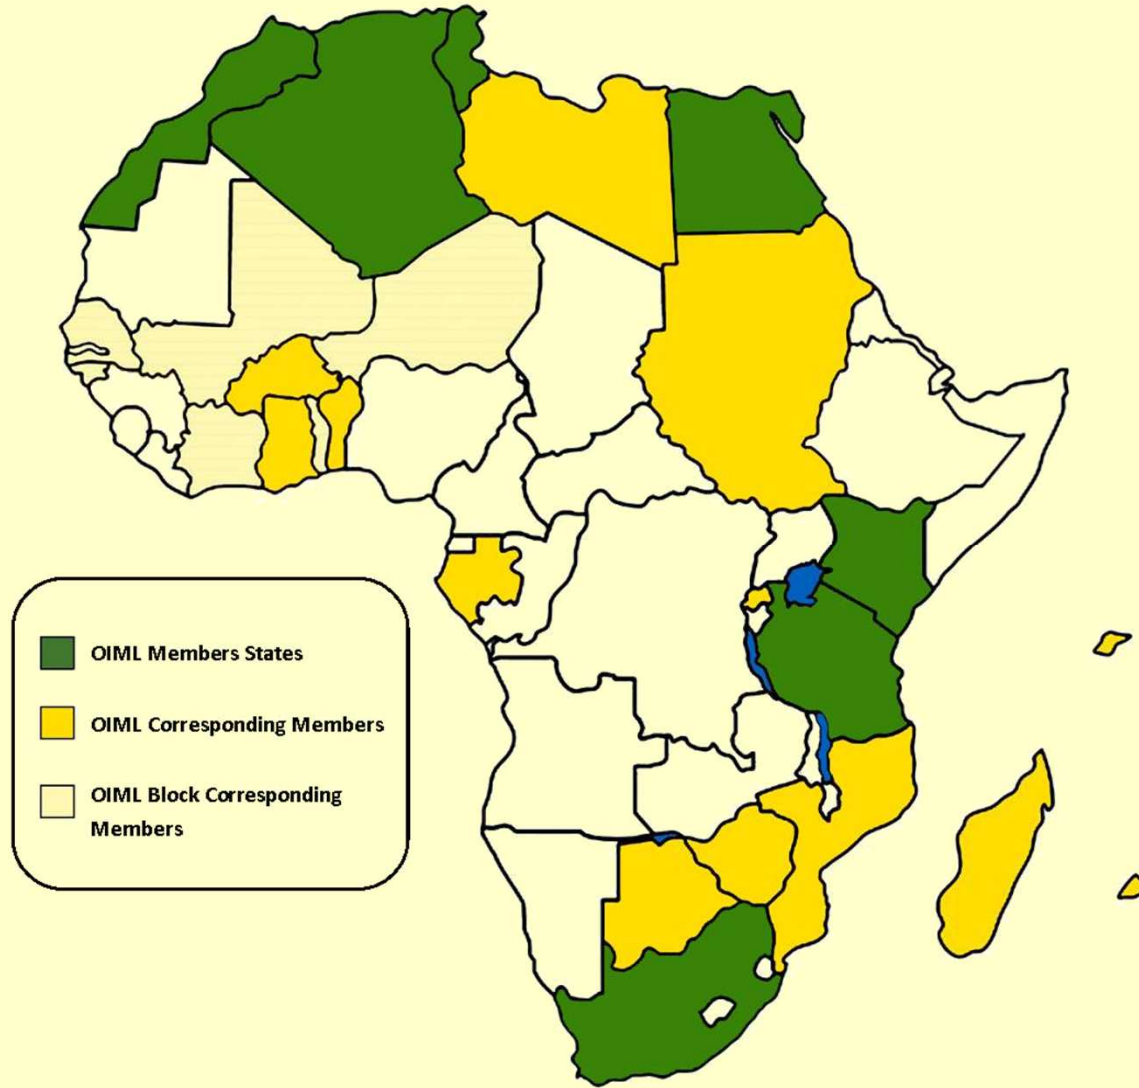 OIML Members States
OIML Corresponding Members
OIML Block Corresponding
Members